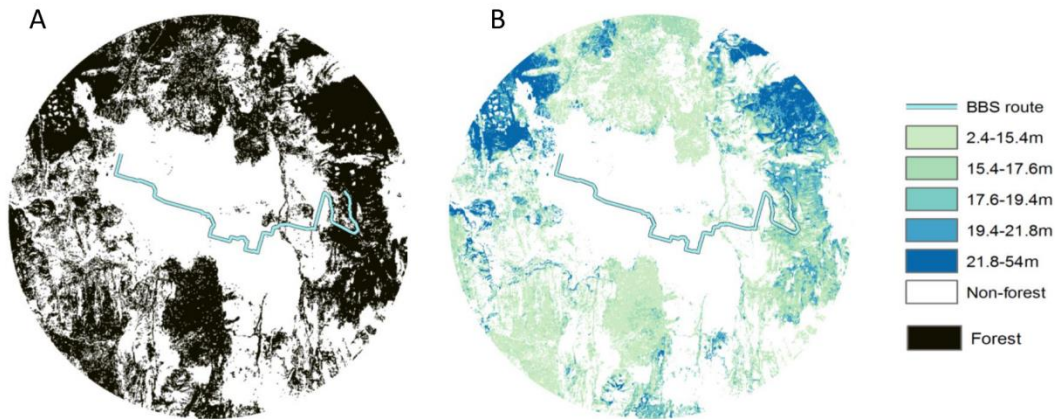 A
B
BBS route
2.4-15.4m
15.4-17.6m
17.6-19.4m
19.4-21.8m
21.8-54m
Non-forest
Forest